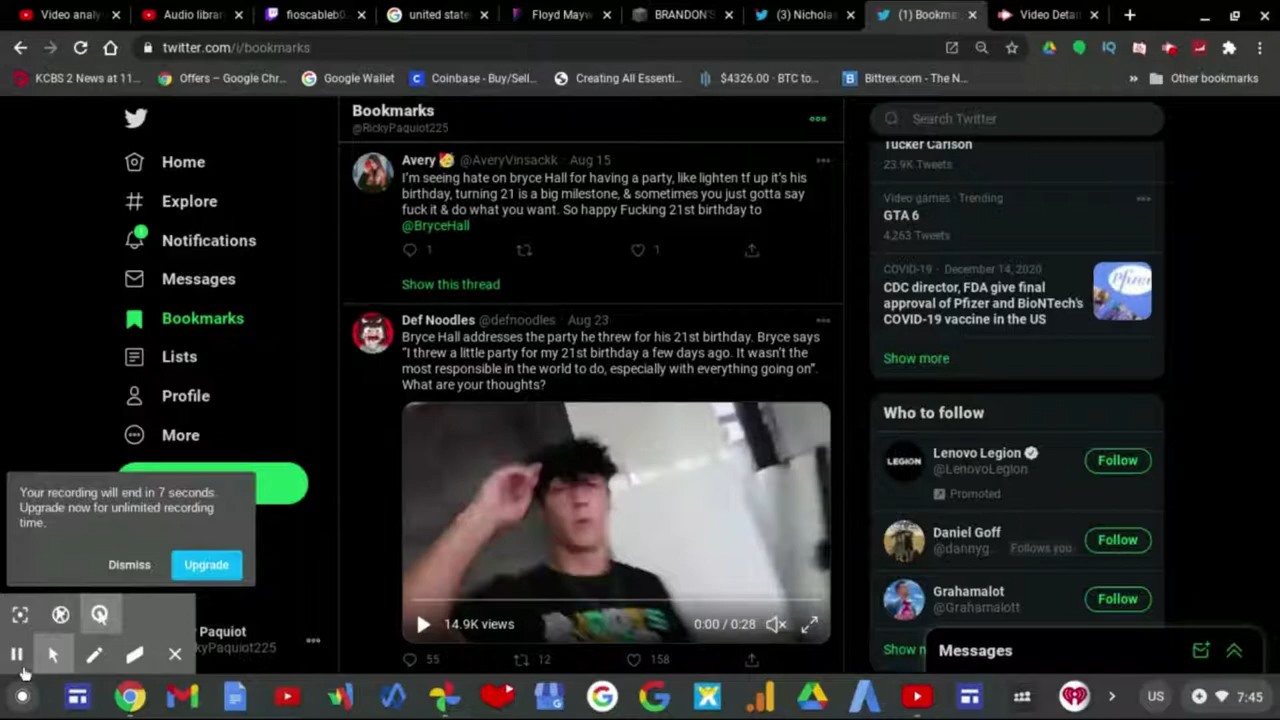 Video analy
Audio librar
fioscableb0
united state
Floyd Mayw
BRANDON'S
(3) Nichola
(1) Bookma
Video Detai
twitter.com/i/bookmarks
KCBS 2 News at 11...
Offers – Google Chr...
Google Wallet
Coinbase - Buy/Sell...
Creating All Essenti...
$4326.00 · BTC to...
Bittrex.com - The N...
Other bookmarks
Home
Explore
Notifications
Messages
Bookmarks
Lists
Profile
More
Your recording will end in 7 seconds.
Upgrade now for unlimited recording
time.
Dismiss
Upgrade
Paquiot
kyPaquiot225
Bookmarks
@RickyPaquiot225
Avery @AveryVinsackk · Aug 15
I'm seeing hate on bryce Hall for having a party, like lighten tf up it's his
birthday, turning 21 is a big milestone, & sometimes you just gotta say
fuck it & do what you want. So happy Fucking 21st birthday to
@BryceHall
1
1
Show this thread
Def Noodles @defnoodles · Aug 23
Bryce Hall addresses the party he threw for his 21st birthday. Bryce says
“I threw a little party for my 21st birthday a few days ago. It wasn't the
most responsible in the world to do, especially with everything going on”.
What are your thoughts?
14.9K views
0:00 / 0:28
55
12
158
Search Twitter
Tucker Carlson
23.9K Tweets
Video games · Trending
GTA 6
4,263 Tweets
COVID-19 · December 14, 2020
CDC director, FDA give final
approval of Pfizer and BioNTech's
COVID-19 vaccine in the US
Pfizer
Show more
Who to follow
LEGION
Lenovo Legion
@LenovoLegion
Promoted
Follow
Daniel Goff
@dannyg... Follows you
Follow
Grahamalot
@Grahamalott
Follow
Show n
Messages
US
7:45